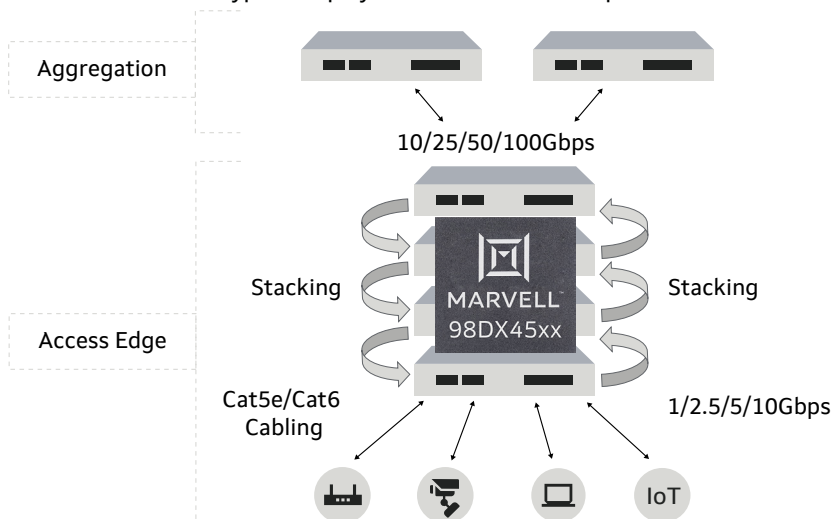 Aggregation
10/25/50/100Gbps
Stacking
MARVELL
98DX45xx
Stacking
Access Edge
Cat5e/Cat6
Cabling
1/2.5/5/10Gbps
IoT